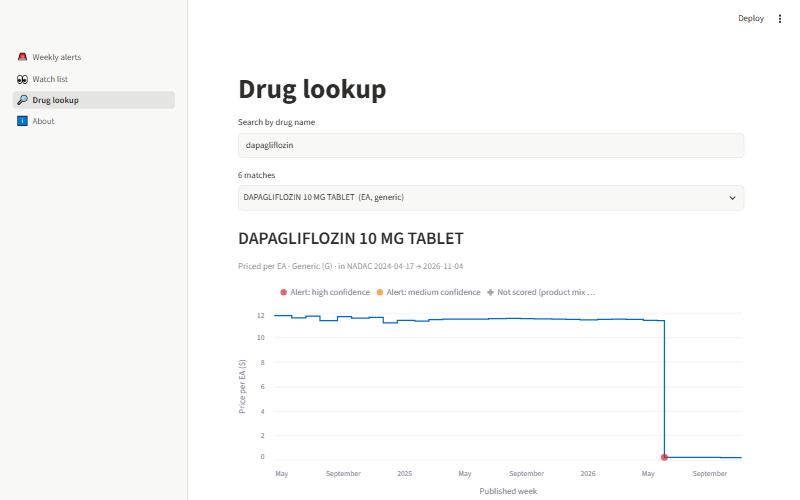 Deploy
Weekly alerts
Watch list
Drug lookup
About
Drug lookup
Search by drug name
dapagliflozin
6 matches
DAPAGLIFLOZIN 10 MG TABLET (EA, generic)
DAPAGLIFLOZIN 10 MG TABLET
Priced per EA · Generic (G) · in NADAC 2024-04-17 → 2026-11-04
Alert: high confidence Alert: medium confidence Not scored (product mix …
12
10
8
6
4
2
0
Price per EA ($)
May September 2025 May September 2026 May September
Published week